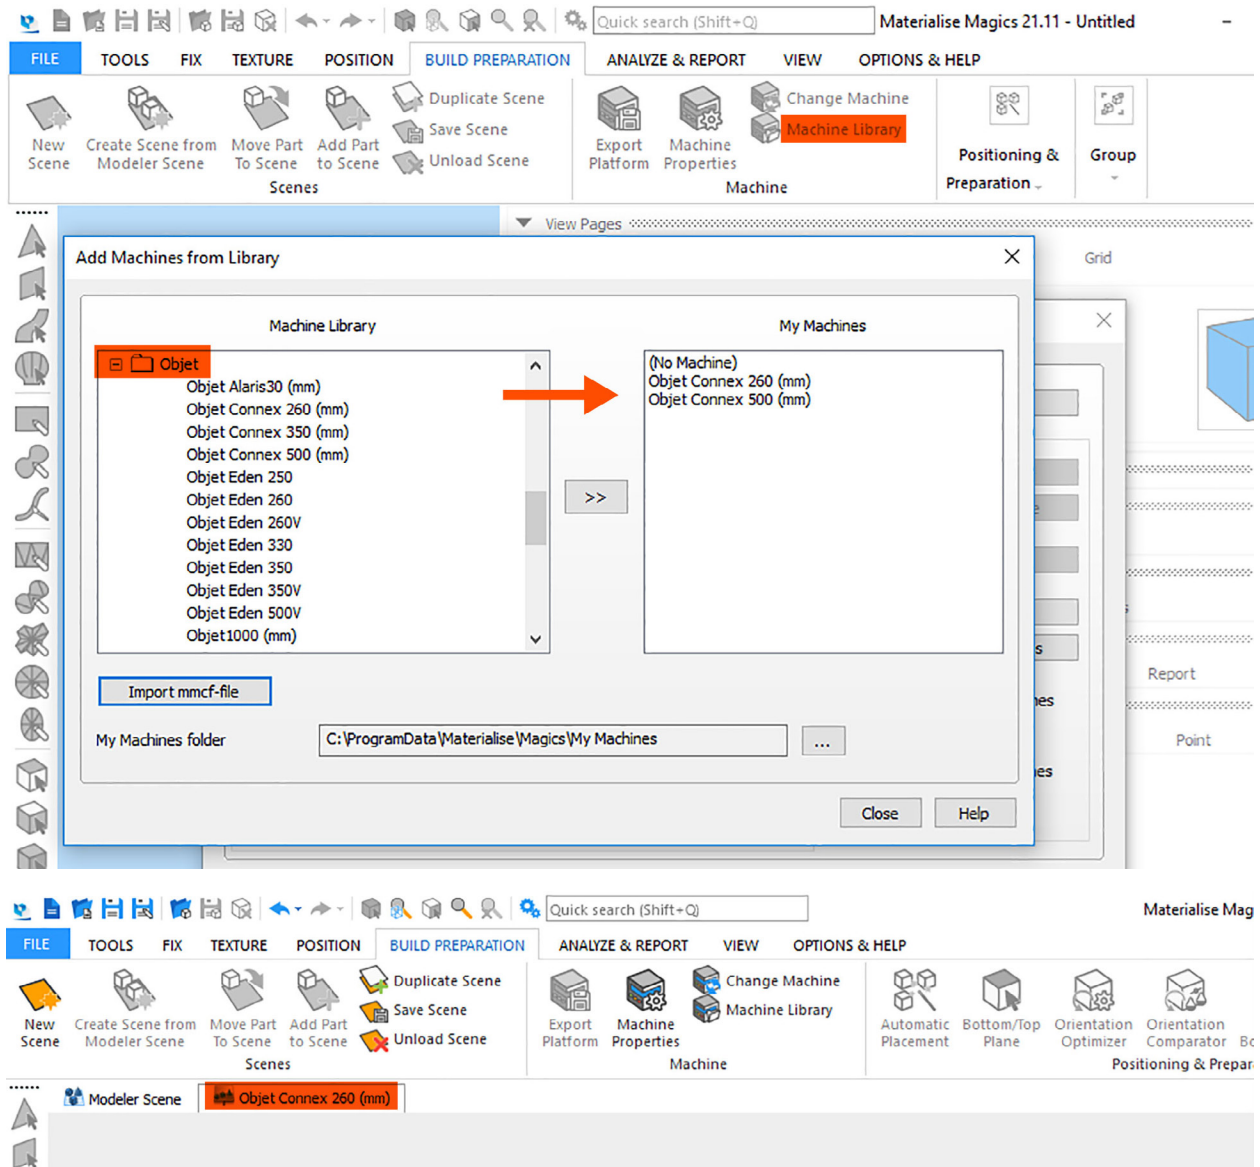 Quick search (Shift+Q)
Materialise Magics 21.11 - Untitled
FILE TOOLS FIX TEXTURE POSITION BUILD PREPARATION ANALYZE & REPORT VIEW OPTIONS & HELP
New Scene
Create Scene from Modeler Scene
Move Part To Scene
Add Part to Scene
Duplicate Scene
Save Scene
Unload Scene
Scenes
Export Platform
Machine Properties
Change Machine
Machine Library
Machine
Positioning & Preparation
Group
View Pages
Grid
Add Machines from Library
Machine Library
My Machines
Objet
Objet Alaris30 (mm)
Objet Connex 260 (mm)
Objet Connex 350 (mm)
Objet Connex 500 (mm)
Objet Eden 250
Objet Eden 260
Objet Eden 260V
Objet Eden 330
Objet Eden 350
Objet Eden 350V
Objet Eden 500V
Objet1000 (mm)
>>
(No Machine)
Objet Connex 260 (mm)
Objet Connex 500 (mm)
Import mmcf-file
My Machines folder
C:\ProgramData\Materialise\Magics\My Machines
...
Close
Help
Report
Point
Quick search (Shift+Q)
Materialise Mag
FILE TOOLS FIX TEXTURE POSITION BUILD PREPARATION ANALYZE & REPORT VIEW OPTIONS & HELP
New Scene
Create Scene from Modeler Scene
Move Part To Scene
Add Part to Scene
Duplicate Scene
Save Scene
Unload Scene
Scenes
Export Platform
Machine Properties
Change Machine
Machine Library
Machine
Automatic Placement
Bottom/Top Plane
Orientation Optimizer
Orientation Comparator
Bo
Positioning & Prepar
Modeler Scene
Objet Connex 260 (mm)